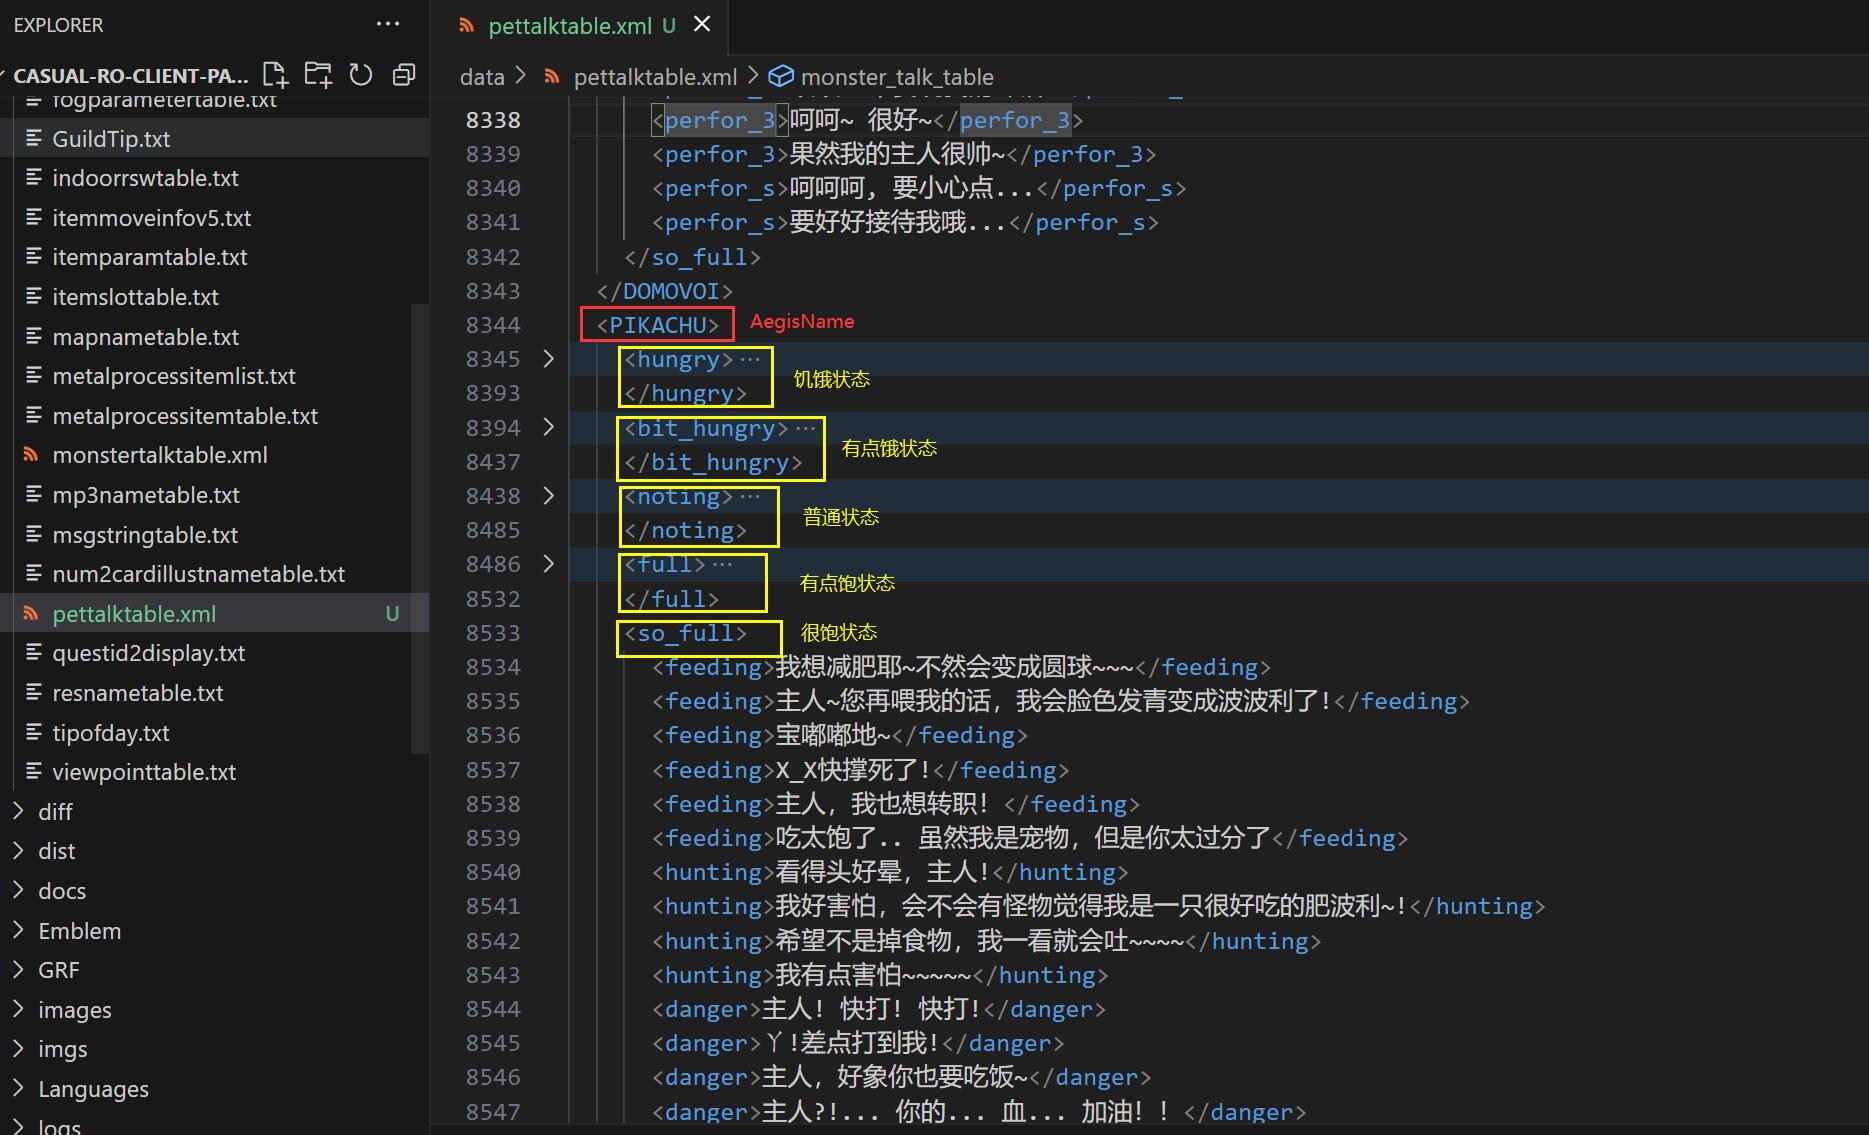 EXPLORER
CASUAL-RO-CLIENT-PA...
fogparametertable.txt
GuildTip.txt
indoorrswtable.txt
itemmoveinfov5.txt
itemparamtable.txt
itemslottable.txt
mapnametable.txt
metalprocessitemlist.txt
metalprocessitemtable.txt
monstertalktable.xml
mp3nametable.txt
msgstringtable.txt
num2cardillustnametable.txt
pettalktable.xml U
questid2display.txt
resnametable.txt
tipofday.txt
viewpointtable.txt
diff
dist
docs
Emblem
GRF
images
imgs
Languages
logs
pettalktable.xml U
data > pettalktable.xml > monster_talk_table
8338 <perfor_3>呵呵~ 很好~</perfor_3>
8339 <perfor_3>果然我的主人很帅~</perfor_3>
8340 <perfor_s>呵呵呵, 要小心点...</perfor_s>
8341 <perfor_s>要好好接待我哦...</perfor_s>
8342 </so_full>
8343 </DOMOVOI>
8344 <PIKACHU> AegisName
8345 <hungry>⋯
8393 </hungry> 饥饿状态
8394 <bit_hungry>⋯
8437 </bit_hungry> 有点饿状态
8438 <noting>⋯
8485 </noting> 普通状态
8486 <full>⋯
8532 </full> 有点饱状态
8533 <so_full> 很饱状态
8534 <feeding>我想减肥耶~不然会变成圆球~~~</feeding>
8535 <feeding>主人~您再喂我的话, 我会脸色发青变成波波利了!</feeding>
8536 <feeding>宝嘟嘟地~</feeding>
8537 <feeding>X_X快撑死了!</feeding>
8538 <feeding>主人, 我也想转职! </feeding>
8539 <feeding>吃太饱了.. 虽然我是宠物, 但是你太过分了</feeding>
8540 <hunting>看得头好晕, 主人!</hunting>
8541 <hunting>我好害怕, 会不会有怪物觉得我是一只很好吃的肥波利~!</hunting>
8542 <hunting>希望不是掉食物, 我一看就会吐~~~~</hunting>
8543 <hunting>我有点害怕~~~~~</hunting>
8544 <danger>主人! 快打! 快打!</danger>
8545 <danger>丫!差点打到我!</danger>
8546 <danger>主人, 好象你也要吃饭~</danger>
8547 <danger>主人?!... 你的... 血... 加油! ! </danger>